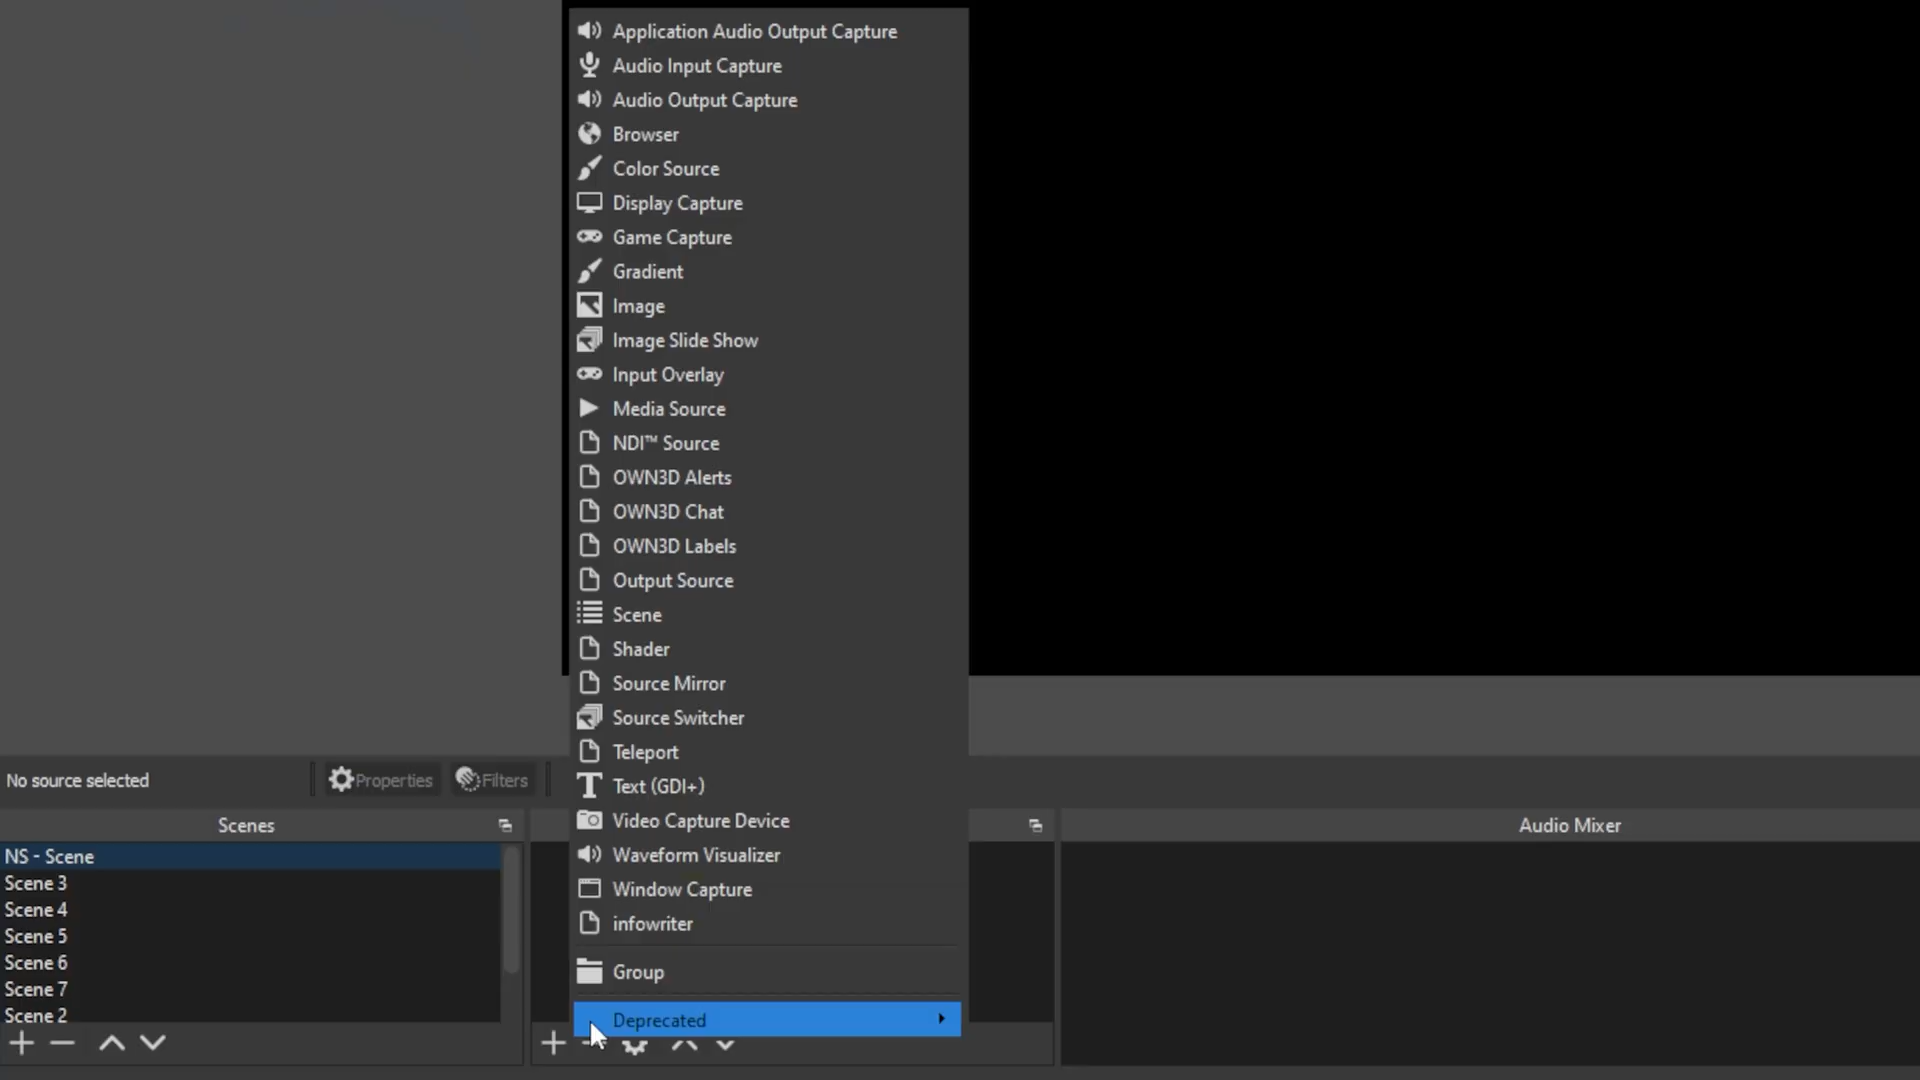 Application Audio Output Capture
Audio Input Capture
Audio Output Capture
Browser
Color Source
Display Capture
Game Capture
Gradient
Image
Image Slide Show
Input Overlay
Media Source
NDI™ Source
OWN3D Alerts
OWN3D Chat
OWN3D Labels
Output Source
Scene
Shader
Source Mirror
Source Switcher
Teleport
Text (GDI+)
Video Capture Device
Waveform Visualizer
Window Capture
infowriter
Group
Deprecated
No source selected
Properties
Filters
Scenes
NS - Scene
Scene 3
Scene 4
Scene 5
Scene 6
Scene 7
Scene 2
Audio Mixer